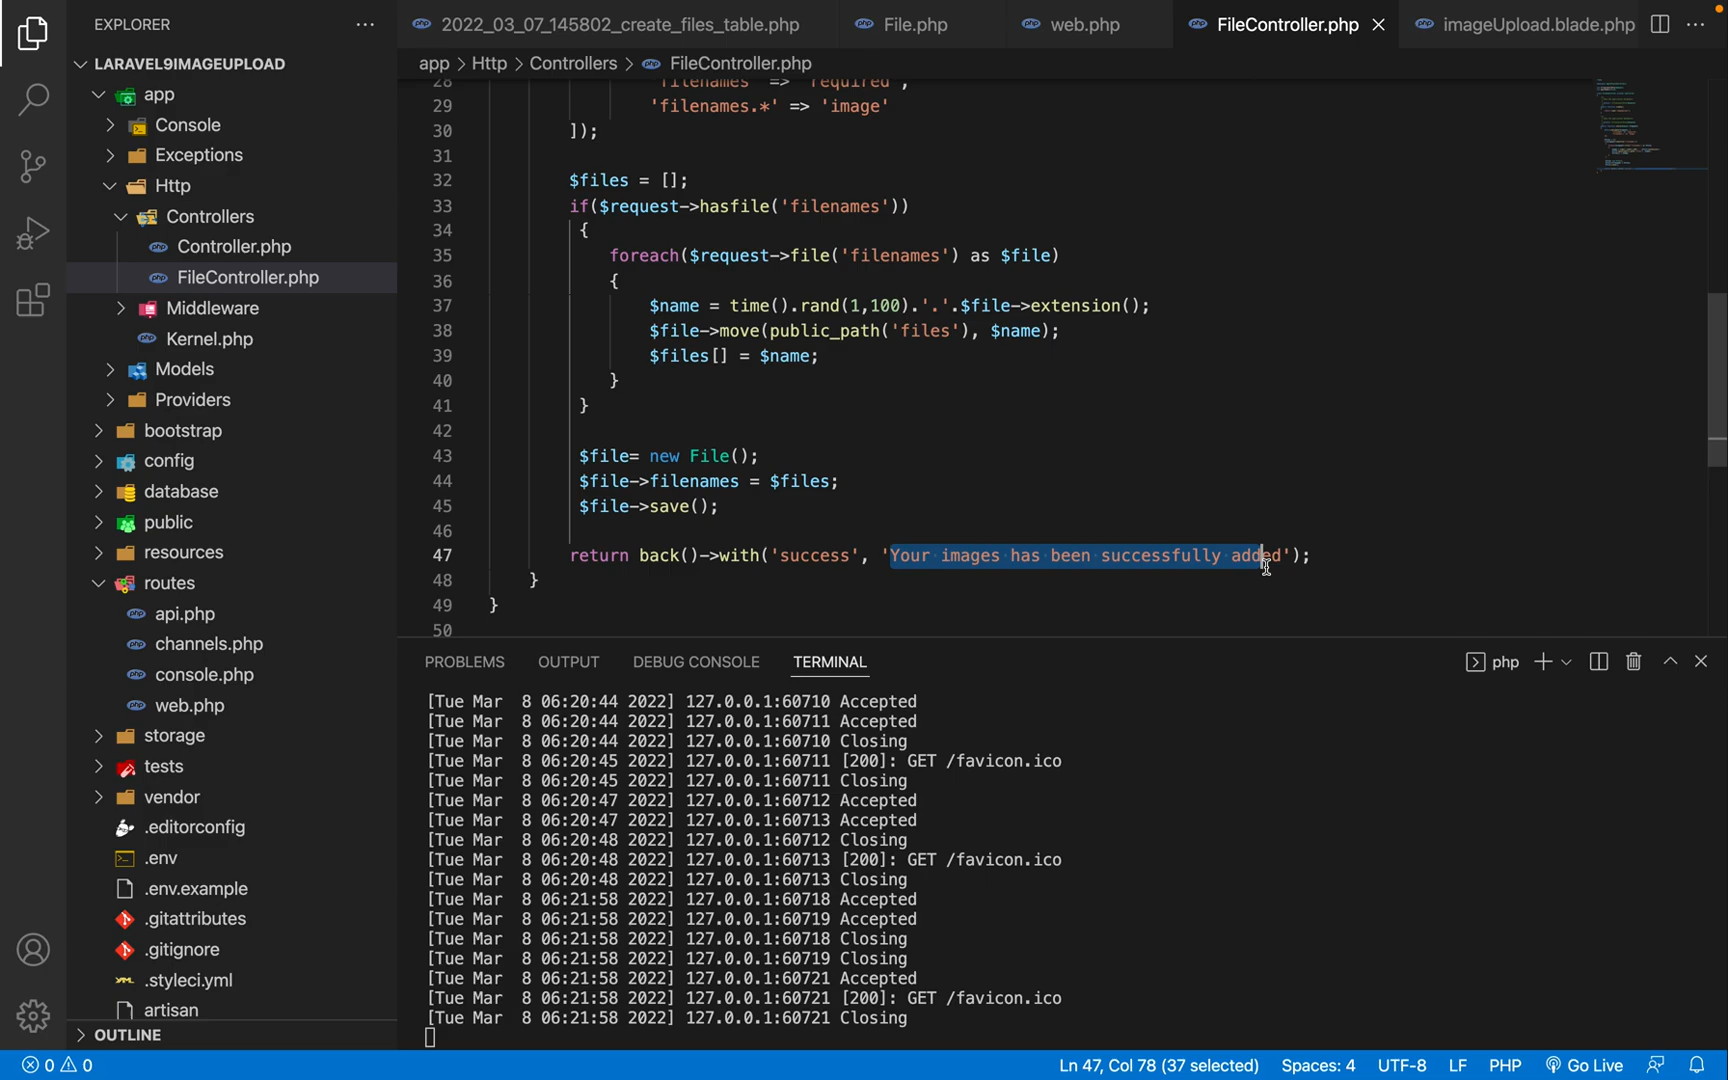 EXPLORER
LARAVEL9IMAGEUPLOAD
app
Console
Exceptions
Http
Controllers
Controller.php
FileController.php
Middleware
Kernel.php
Models
Providers
bootstrap
config
database
public
resources
routes
api.php
channels.php
console.php
web.php
storage
tests
vendor
.editorconfig
.env
.env.example
.gitattributes
.gitignore
.styleci.yml
artisan
OUTLINE
2022_03_07_145802_create_files_table.php File.php web.php FileController.php imageUpload.blade.php
app > Http > Controllers > FileController.php
28 'filenames' => 'required',
29 'filenames.*' => 'image'
30 ]);
31
32 $files = [];
33 if($request->hasfile('filenames'))
34 {
35 foreach($request->file('filenames') as $file)
36 {
37 $name = time().rand(1,100).'.'.$file->extension();
38 $file->move(public_path('files'), $name);
39 $files[] = $name;
40 }
41 }
42
43 $file= new File();
44 $file->filenames = $files;
45 $file->save();
46
47 return back()->with('success', 'Your images has been successfully added');
48 }
49 }
50
PROBLEMS OUTPUT DEBUG CONSOLE TERMINAL php
[Tue Mar  8 06:20:44 2022] 127.0.0.1:60710 Accepted
[Tue Mar  8 06:20:44 2022] 127.0.0.1:60711 Accepted
[Tue Mar  8 06:20:44 2022] 127.0.0.1:60710 Closing
[Tue Mar  8 06:20:45 2022] 127.0.0.1:60711 [200]: GET /favicon.ico
[Tue Mar  8 06:20:45 2022] 127.0.0.1:60711 Closing
[Tue Mar  8 06:20:47 2022] 127.0.0.1:60712 Accepted
[Tue Mar  8 06:20:47 2022] 127.0.0.1:60713 Accepted
[Tue Mar  8 06:20:48 2022] 127.0.0.1:60712 Closing
[Tue Mar  8 06:20:48 2022] 127.0.0.1:60713 [200]: GET /favicon.ico
[Tue Mar  8 06:20:48 2022] 127.0.0.1:60713 Closing
[Tue Mar  8 06:21:58 2022] 127.0.0.1:60718 Accepted
[Tue Mar  8 06:21:58 2022] 127.0.0.1:60719 Accepted
[Tue Mar  8 06:21:58 2022] 127.0.0.1:60718 Closing
[Tue Mar  8 06:21:58 2022] 127.0.0.1:60719 Closing
[Tue Mar  8 06:21:58 2022] 127.0.0.1:60721 Accepted
[Tue Mar  8 06:21:58 2022] 127.0.0.1:60721 [200]: GET /favicon.ico
[Tue Mar  8 06:21:58 2022] 127.0.0.1:60721 Closing
0 0 Ln 47, Col 78 (37 selected) Spaces: 4 UTF-8 LF PHP Go Live